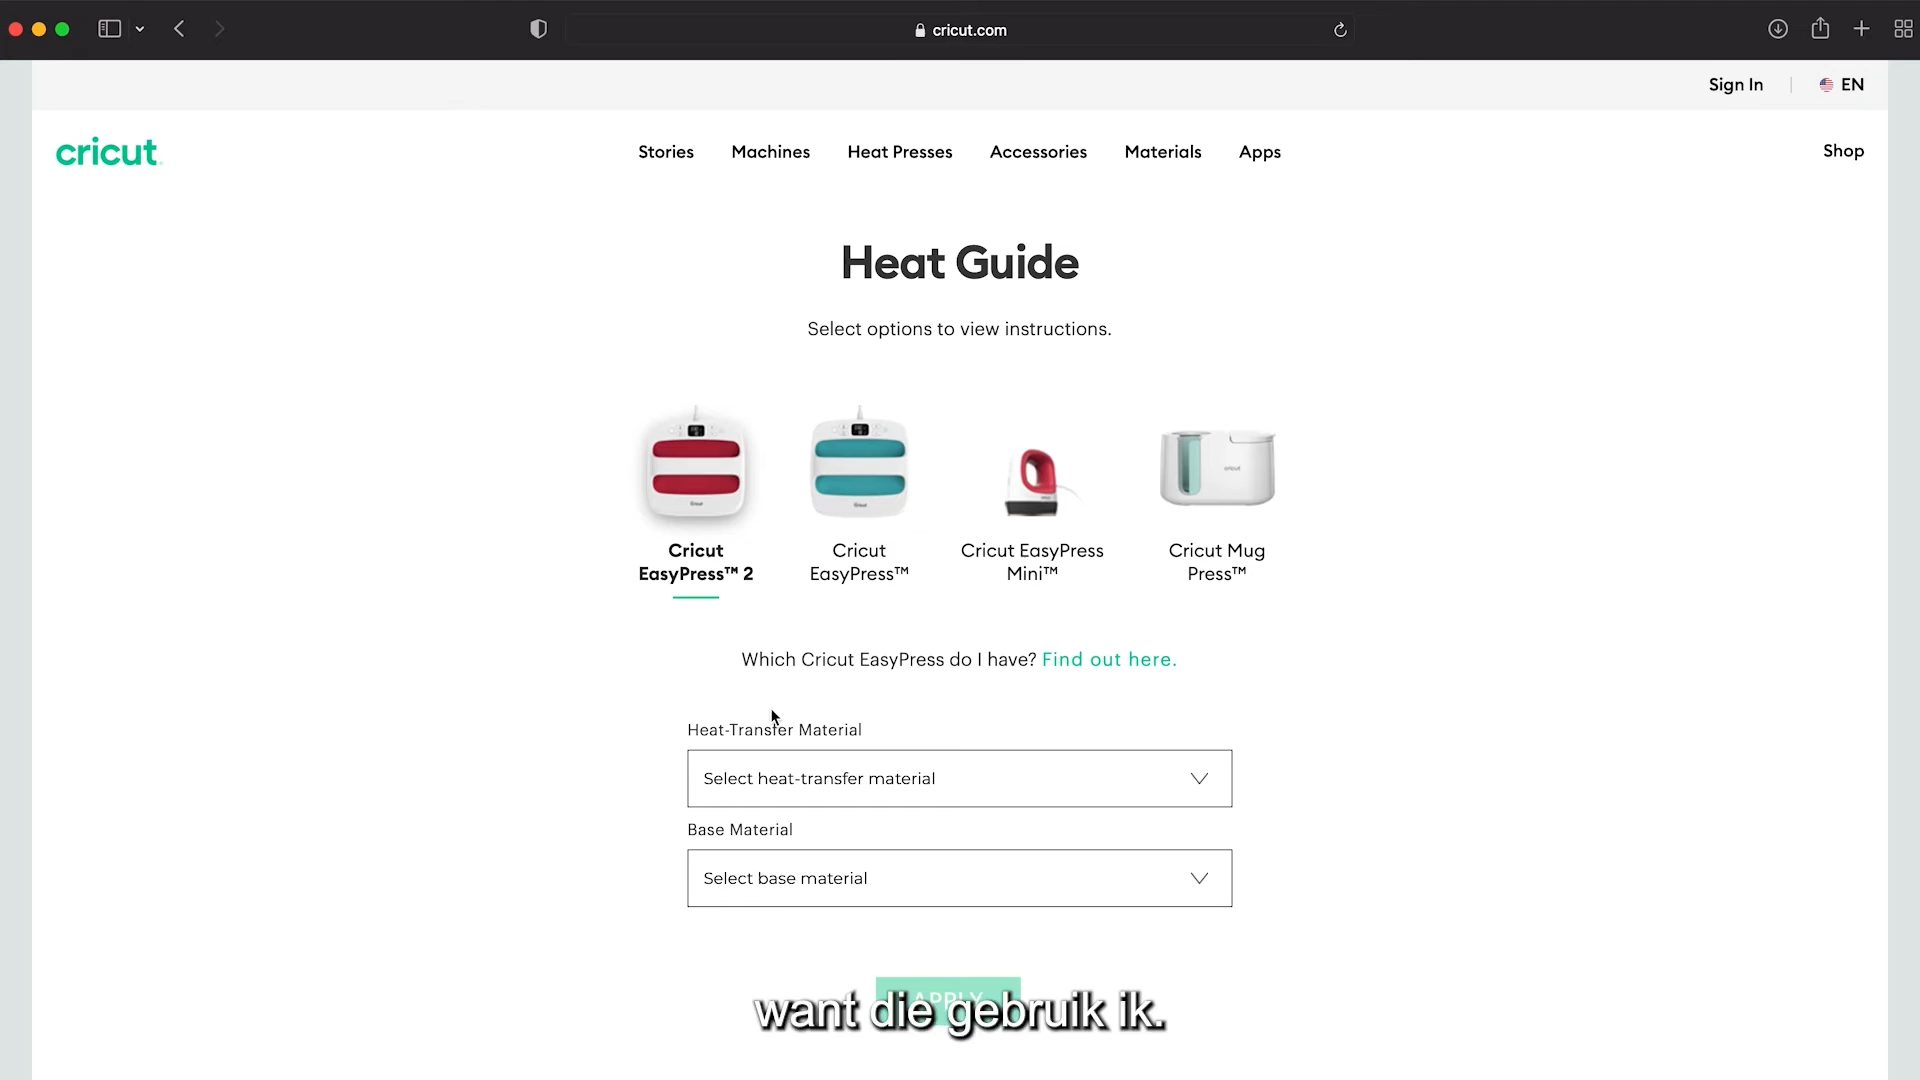 cricut.com
Sign In
EN
cricut
Stories
Machines
Heat Presses
Accessories
Materials
Apps
Shop
Heat Guide
Select options to view instructions.
Cricut
EasyPress™ 2
Cricut
EasyPress™
Cricut EasyPress
Mini™
Cricut Mug
Press™
Which Cricut EasyPress do I have? Find out here.
Heat-Transfer Material
Select heat-transfer material
Base Material
Select base material
APPLY
want die gebruik ik.